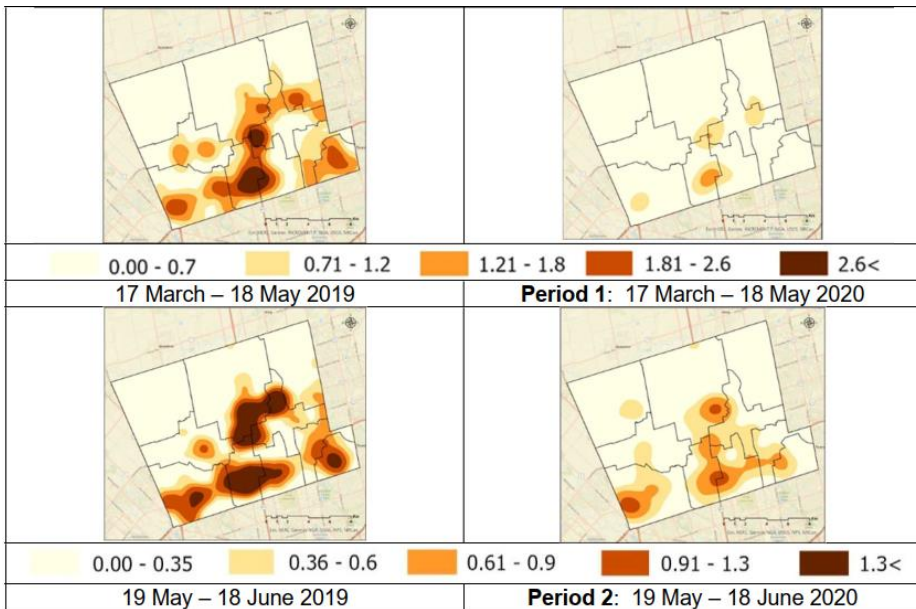 0.00 - 0.7 0.71 - 1.2 1.21 - 1.8 1.81 - 2.6 2.6<
17 March – 18 May 2019
Period 1: 17 March – 18 May 2020
0.00 - 0.35 0.36 - 0.6 0.61 - 0.9 0.91 - 1.3 1.3<
19 May – 18 June 2019
Period 2: 19 May – 18 June 2020